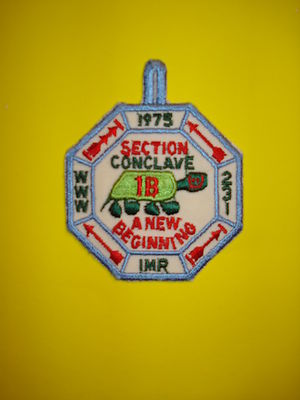 1975
SECTION
CONCLAVE
1B
WWW
231
A NEW
BEGINNING
IMR